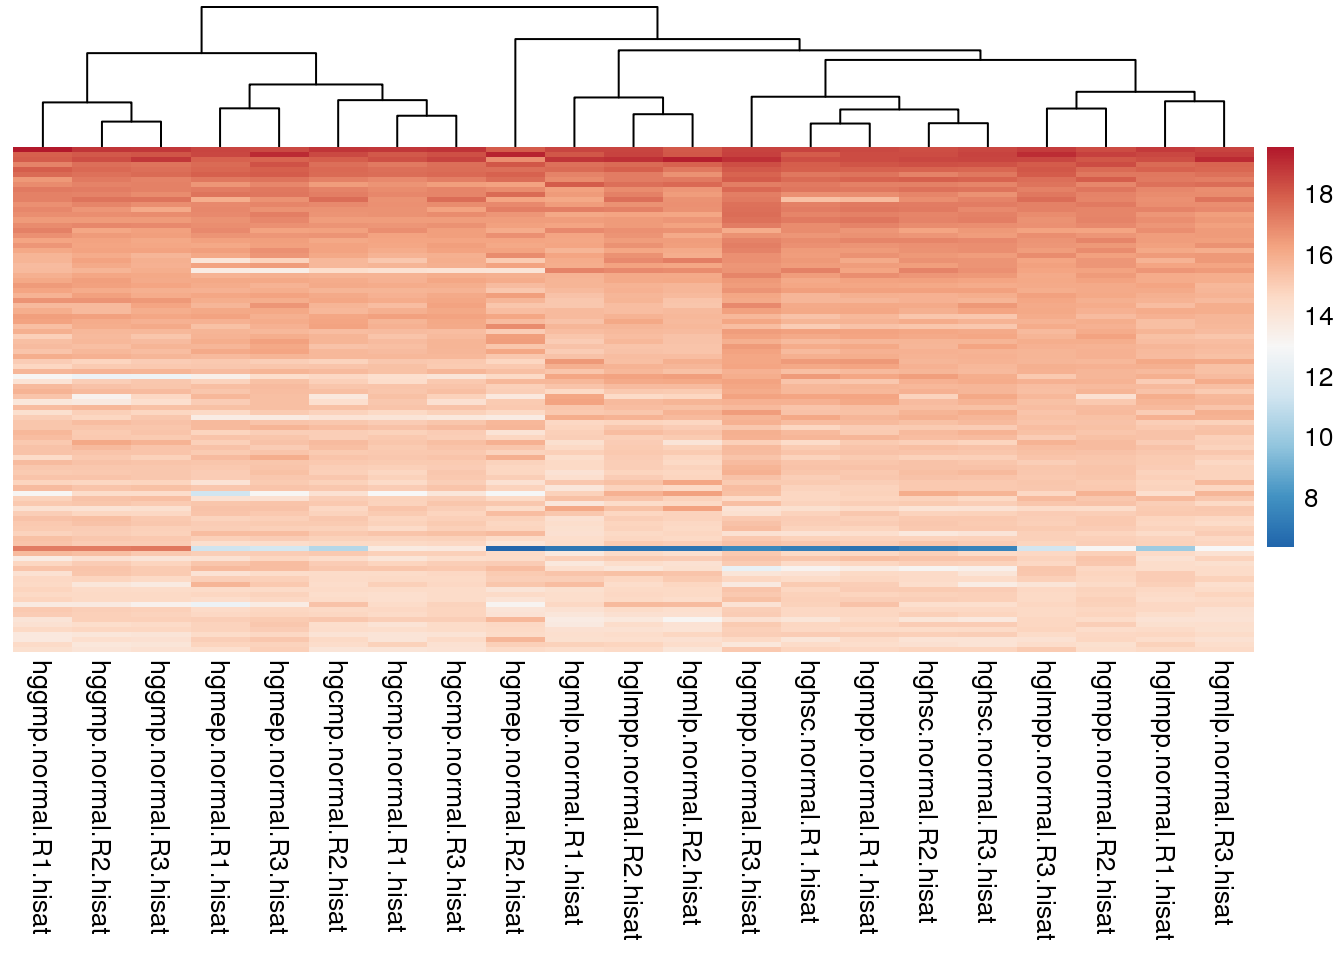 18
16
14
12
10
8
hggmp.normal.R1.hisat
hggmp.normal.R2.hisat
hggmp.normal.R3.hisat
hgmep.normal.R1.hisat
hgmep.normal.R3.hisat
hgcmp.normal.R2.hisat
hgcmp.normal.R1.hisat
hgcmp.normal.R3.hisat
hgmep.normal.R2.hisat
hgmlp.normal.R1.hisat
hglmpp.normal.R2.hisat
hgmlp.normal.R2.hisat
hgmpp.normal.R3.hisat
hghsc.normal.R1.hisat
hgmpp.normal.R1.hisat
hghsc.normal.R2.hisat
hghsc.normal.R3.hisat
hglmpp.normal.R3.hisat
hgmpp.normal.R2.hisat
hglmpp.normal.R1.hisat
hgmlp.normal.R3.hisat